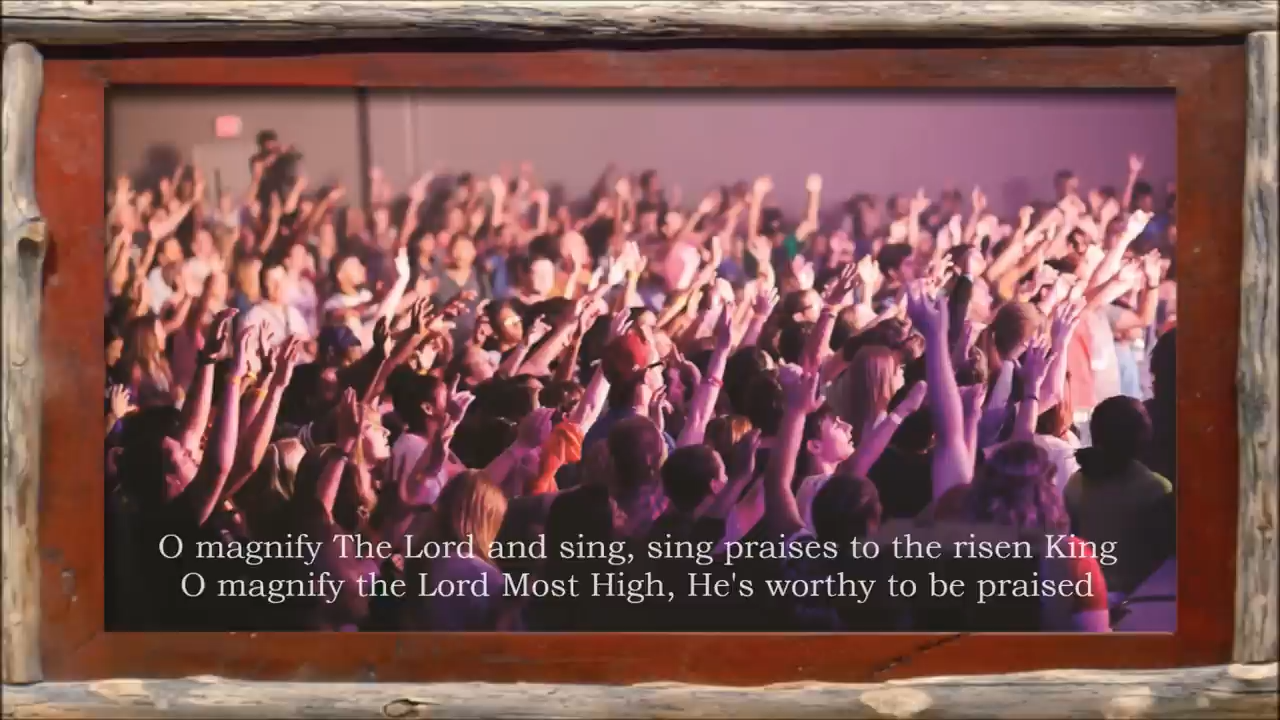 O magnify The Lord and sing, sing praises to the risen King
O magnify the Lord Most High, He's worthy to be praised